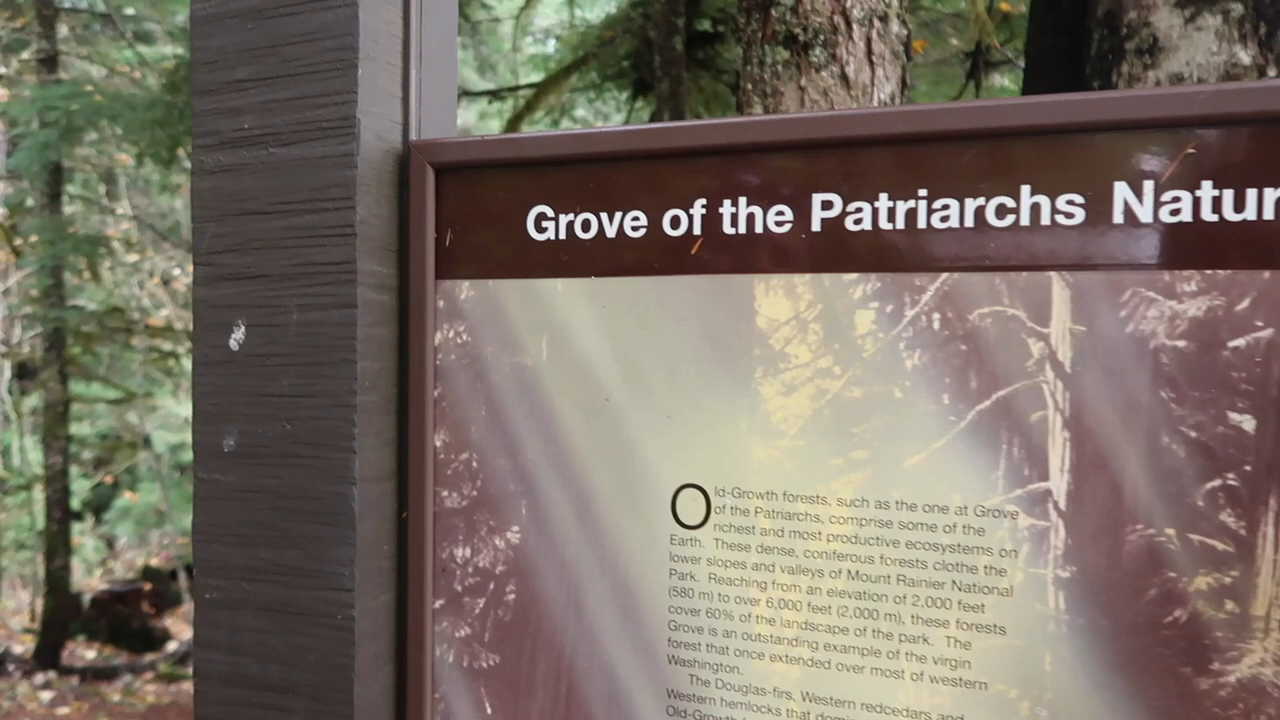 Grove of the Patriarchs Natur
Old-Growth forests, such as the one at Grove
of the Patriarchs, comprise some of the
richest and most productive ecosystems on
Earth. These dense, coniferous forests clothe the
lower slopes and valleys of Mount Rainier National
Park. Reaching from an elevation of 2,000 feet
(580 m) to over 6,000 feet (2,000 m), these forests
cover 60% of the landscape of the park. The
Grove is an outstanding example of the virgin
forest that once extended over most of western
Washington.
The Douglas-firs, Western redcedars and
Western hemlocks that
Old-Growth